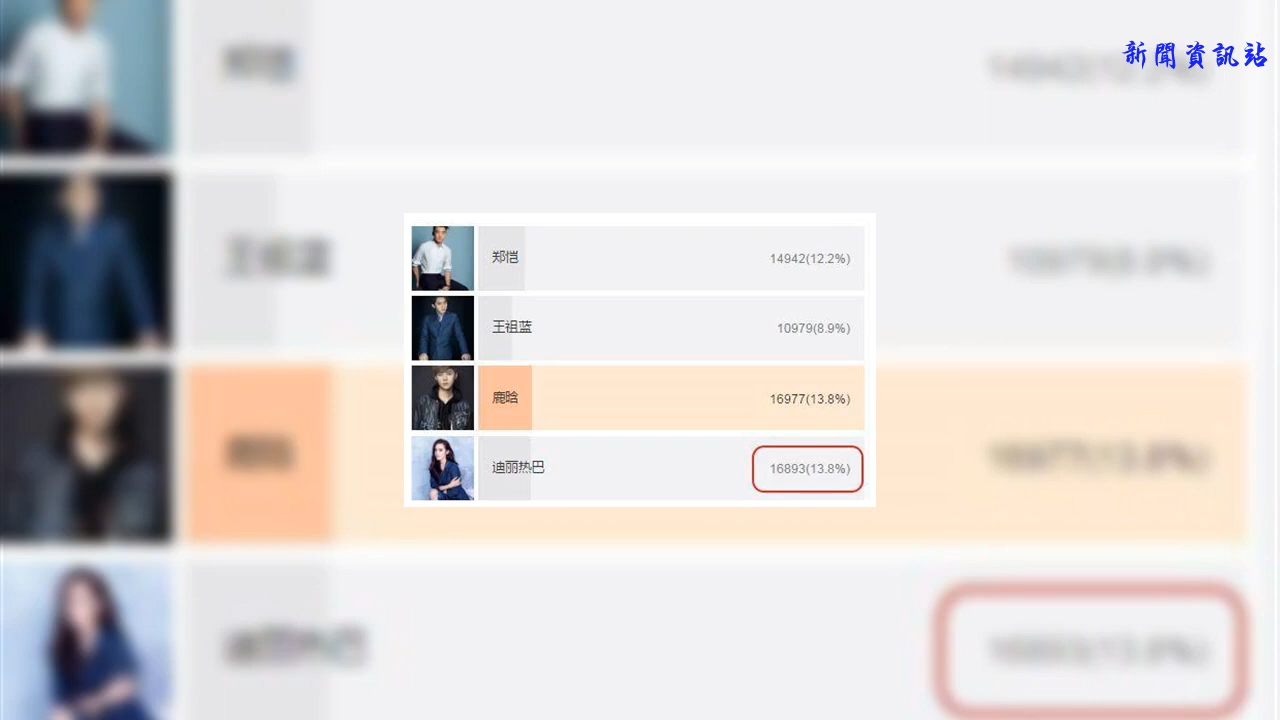 新聞資訊站
郑恺
14942(12.2%)
王祖蓝
10979(8.9%)
鹿晗
16977(13.8%)
迪丽热巴
16893(13.8%)